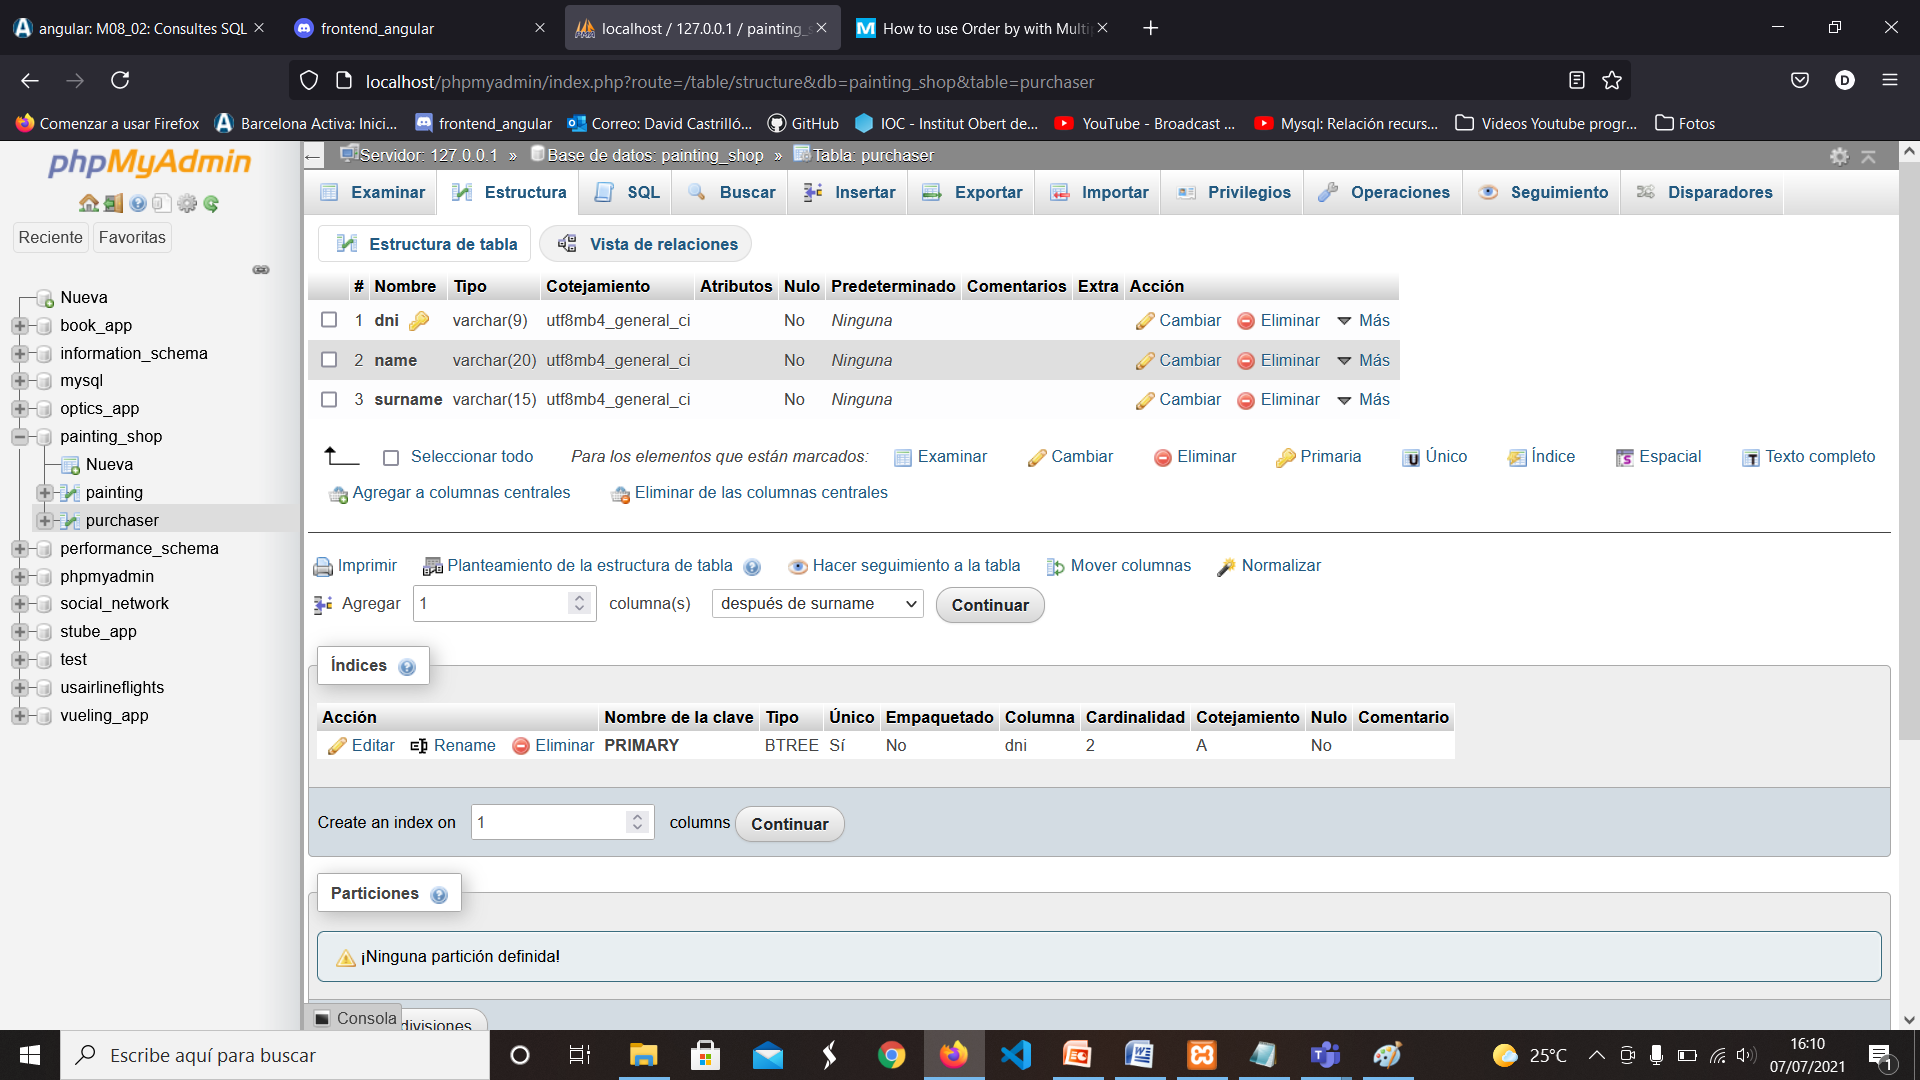 angular: M08_02: Consultes SQL
frontend_angular
localhost / 127.0.0.1 / painting_s
How to use Order by with Multip
localhost/phpmyadmin/index.php?route=/table/structure&db=painting_shop&table=purchaser
Comenzar a usar Firefox
Barcelona Activa: Inici...
frontend_angular
Correo: David Castrilló...
GitHub
IOC - Institut Obert de...
YouTube - Broadcast ...
Mysql: Relación recurs...
Videos Youtube progr...
Fotos
phpMyAdmin
Reciente Favoritas
Nueva
book_app
information_schema
mysql
optics_app
painting_shop
Nueva
painting
purchaser
performance_schema
phpmyadmin
social_network
stube_app
test
usairlineflights
vueling_app
Servidor: 127.0.0.1 » Base de datos: painting_shop » Tabla: purchaser
Examinar Estructura SQL Buscar Insertar Exportar Importar Privilegios Operaciones Seguimiento Disparadores
Estructura de tabla Vista de relaciones
# Nombre Tipo Cotejamiento Atributos Nulo Predeterminado Comentarios Extra Acción
1 dni varchar(9) utf8mb4_general_ci No Ninguna Cambiar Eliminar Más
2 name varchar(20) utf8mb4_general_ci No Ninguna Cambiar Eliminar Más
3 surname varchar(15) utf8mb4_general_ci No Ninguna Cambiar Eliminar Más
Seleccionar todo Para los elementos que están marcados: Examinar Cambiar Eliminar Primaria Único Índice Espacial Texto completo
Agregar a columnas centrales Eliminar de las columnas centrales
Imprimir Planteamiento de la estructura de tabla Hacer seguimiento a la tabla Mover columnas Normalizar
Agregar 1 columna(s) después de surname Continuar
Índices
Acción Nombre de la clave Tipo Único Empaquetado Columna Cardinalidad Cotejamiento Nulo Comentario
Editar Rename Eliminar PRIMARY BTREE Sí No dni 2 A No
Create an index on 1 columns Continuar
Particiones
¡Ninguna partición definida!
Consola
divisiones
Escribe aquí para buscar
25°C
16:10
07/07/2021
1